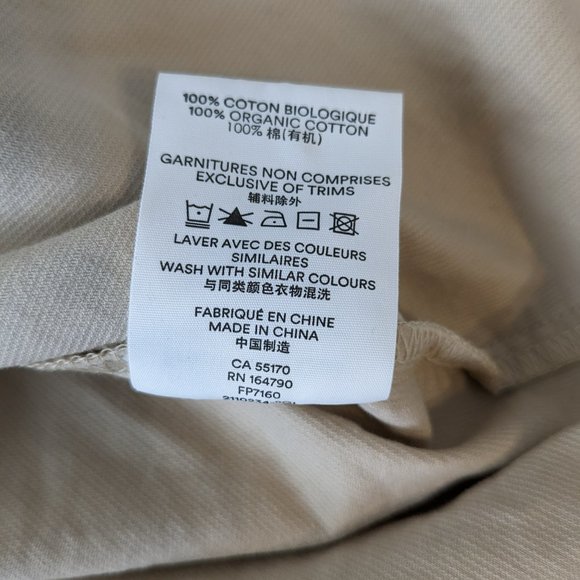 100% COTON BIOLOGIQUE
100% ORGANIC COTTON
100% 棉(有机)
GARNITURES NON COMPRISES
EXCLUSIVE OF TRIMS
辅料除外
LAVER AVEC DES COULEURS
SIMILAIRES
WASH WITH SIMILAR COLOURS
与同类颜色衣物混洗
FABRIQUÉ EN CHINE
MADE IN CHINA
中国制造
CA 55170
RN 164790
FP7160